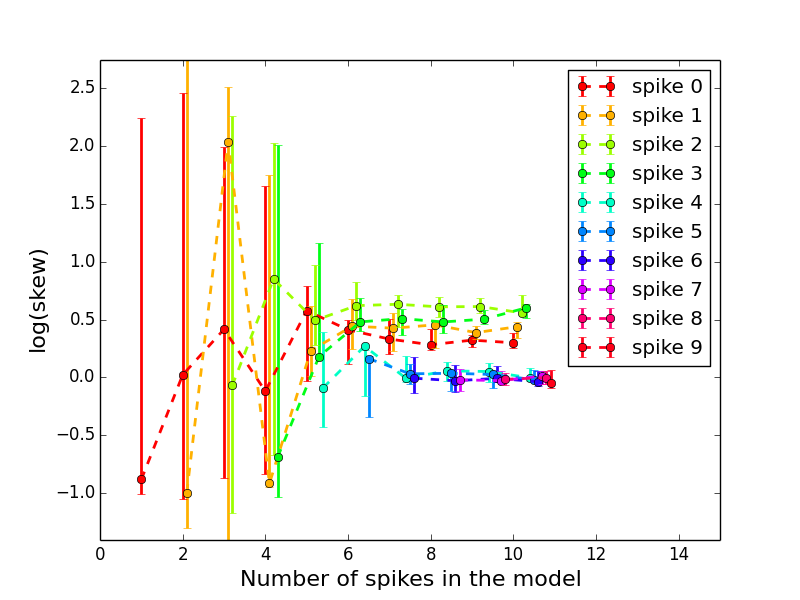 2.5
2.0
1.5
1.0
0.5
0.0
−0.5
−1.0
log(skew)
0 2 4 6 8 10 12 14
Number of spikes in the model
spike 0
spike 1
spike 2
spike 3
spike 4
spike 5
spike 6
spike 7
spike 8
spike 9